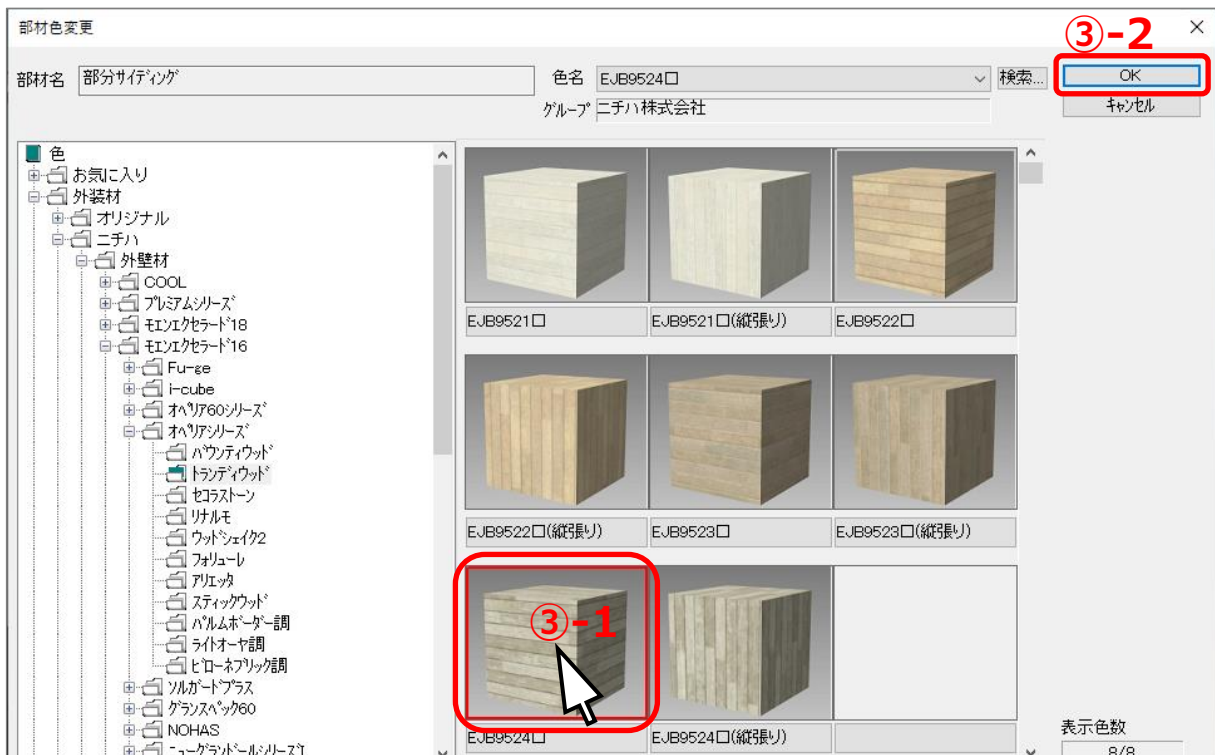 部材色変更
③-2
部材名 部分ｻｲﾃﾞｨﾝｸﾞ
色名 EJB9524□
検索...
OK
ｸﾞﾙｰﾌﾟ ニチハ株式会社
ｷｬﾝｾﾙ
色
お気に入り
外装材
オリジナル
ニチハ
外壁材
COOL
ﾌﾟﾚﾐｱﾑｼﾘｰｽﾞ
ﾓｴﾝｴｸｾﾗｰﾄﾞ18
ﾓｴﾝｴｸｾﾗｰﾄﾞ16
Fu-ge
i-cube
ｵﾍﾟﾘｱ60ｼﾘｰｽﾞ
ｵﾍﾟﾘｱｼﾘｰｽﾞ
ﾊﾞｳﾝﾃｨｳｯﾄﾞ
ﾄﾗﾝﾃﾞｨｳｯﾄﾞ
ｾｺﾗｽﾄｰﾝ
ﾘﾅﾙﾓ
ｳｯﾄﾞｼｪｲｸ2
ﾌｫﾘｭｰﾚ
ｱﾘｴｯﾀ
ｽﾃｨｯｸｳｯﾄﾞ
ﾊﾟﾙﾑﾎﾞｰﾀﾞｰ調
ﾗｲﾄｵｰﾔ調
ﾋﾟﾛｰﾈﾌﾞﾘｯｸ調
ｿﾙｶﾞｰﾄﾞﾌﾟﾗｽ
ｸﾞﾗﾝｽﾍﾟｯｸ60
NOHAS
EJB9521□
EJB9521□(縦張り)
EJB9522□
EJB9522□(縦張り)
EJB9523□
EJB9523□(縦張り)
③-1
EJB9524□
EJB9524□(縦張り)
表示色数
8/8